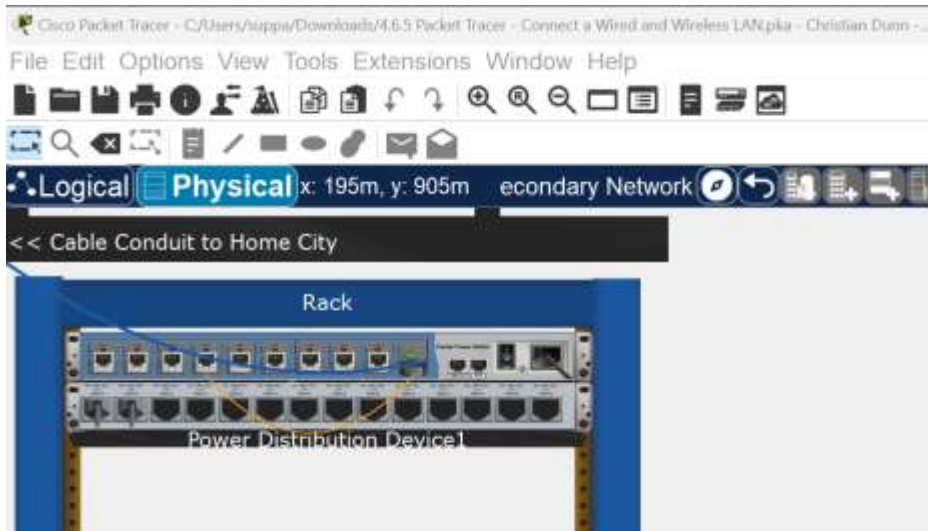 Cisco Packet Tracer - C:/Users/suppa/Downloads/4.6.5 Packet Tracer - Connect a Wired and Wireless LAN.pka - Christian Dunn -...
File Edit Options View Tools Extensions Window Help
Logical Physical x: 195m, y: 905m econdary Network
<< Cable Conduit to Home City
Rack
Power Distribution Device1